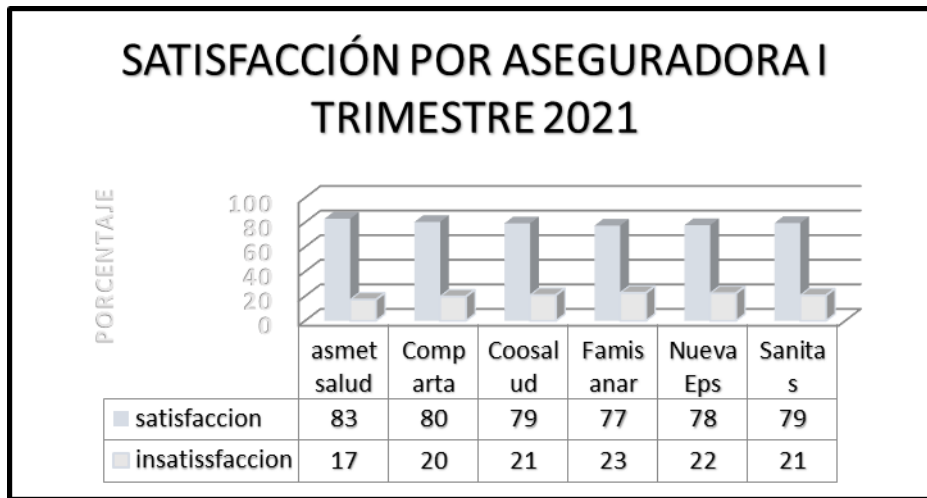 SATISFACCIÓN POR ASEGURADORA I
TRIMESTRE 2021
PORCENTAJE
100
80
60
40
20
0
asmet Comp Coosal Famis Nueva Sanita
salud arta ud anar Eps s
satisfaccion 83 80 79 77 78 79
insatissfaccion 17 20 21 23 22 21